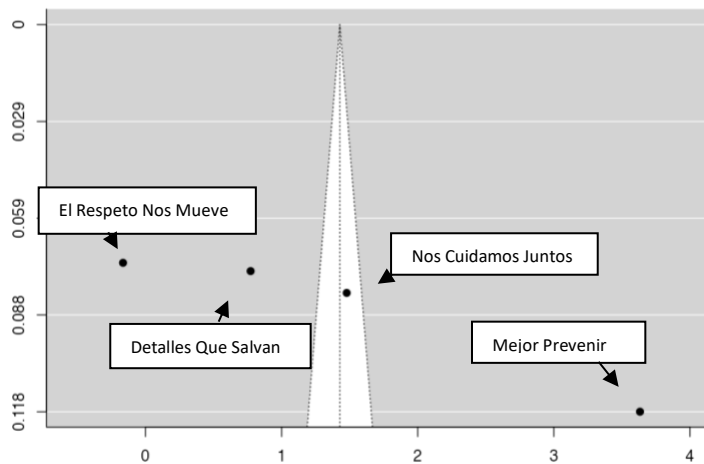 0
0.029
0.059
0.088
0.118
El Respeto Nos Mueve
Nos Cuidamos Juntos
Detalles Que Salvan
Mejor Prevenir
0 1 2 3 4